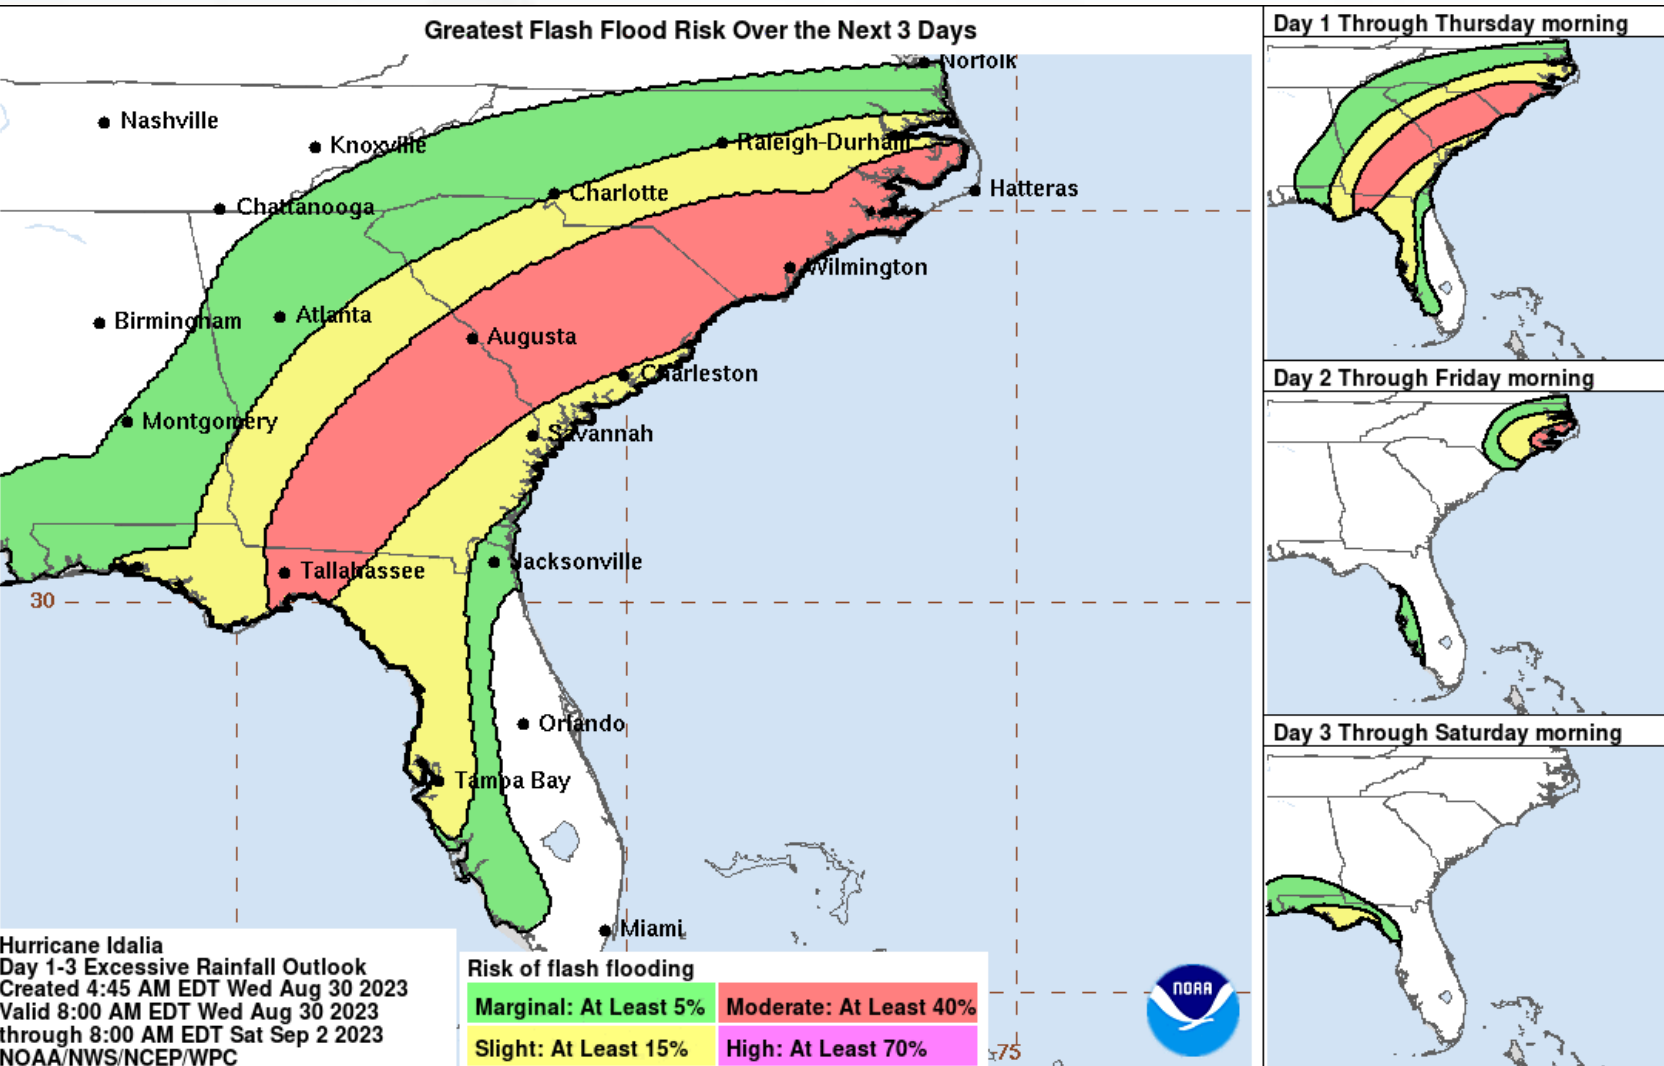 Greatest Flash Flood Risk Over the Next 3 Days
Norfolk
Nashville
Knoxville
Raleigh-Durham
Hatteras
Charlotte
Chattanooga
Wilmington
Birmingham
Atlanta
Augusta
Charleston
Montgomery
Savannah
Jacksonville
Tallahassee
30
Orlando
Tampa Bay
Miami
75
Hurricane Idalia
Day 1-3 Excessive Rainfall Outlook
Created 4:45 AM EDT Wed Aug 30 2023
Valid 8:00 AM EDT Wed Aug 30 2023
through 8:00 AM EDT Sat Sep 2 2023
NOAA/NWS/NCEP/WPC
Risk of flash flooding
Marginal: At Least 5%
Moderate: At Least 40%
Slight: At Least 15%
High: At Least 70%
NOAA
Day 1 Through Thursday morning
Day 2 Through Friday morning
Day 3 Through Saturday morning